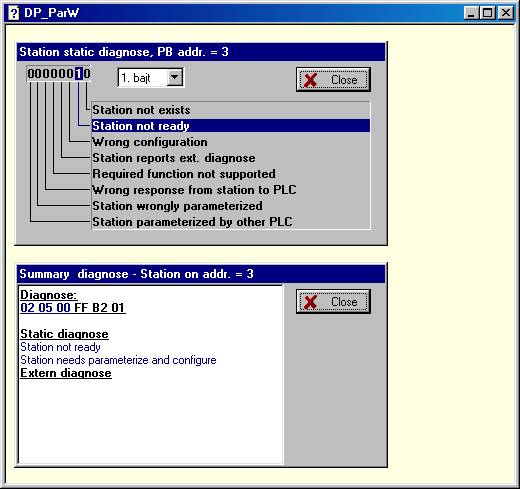 DP_ParW
Station static diagnose, PB addr. = 3
00000010
1. bajt
Close
Station not exists
Station not ready
Wrong configuration
Station reports ext. diagnose
Required function not supported
Wrong response from station to PLC
Station wrongly parameterized
Station parameterized by other PLC
Summary diagnose - Station on addr. = 3
Diagnose:
02 05 00 FF B2 01
Close
Static diagnose
Station not ready
Station needs parameterize and configure
Extern diagnose